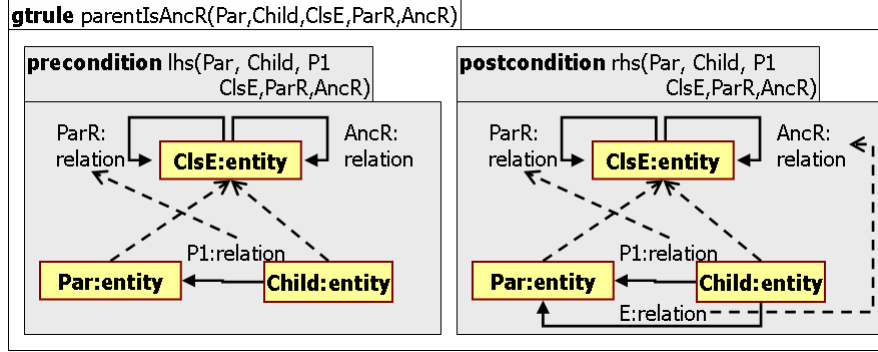 gtrule parentIsAncR(Par,Child,ClsE,ParR,AncR)
precondition lhs(Par, Child, P1
ClsE,ParR,AncR)
ParR:
relation
AncR:
relation
ClsE:entity
P1:relation
Par:entity
Child:entity
postcondition rhs(Par, Child, P1
ClsE,ParR,AncR)
ParR:
relation
AncR:
relation
ClsE:entity
P1:relation
Par:entity
Child:entity
E:relation